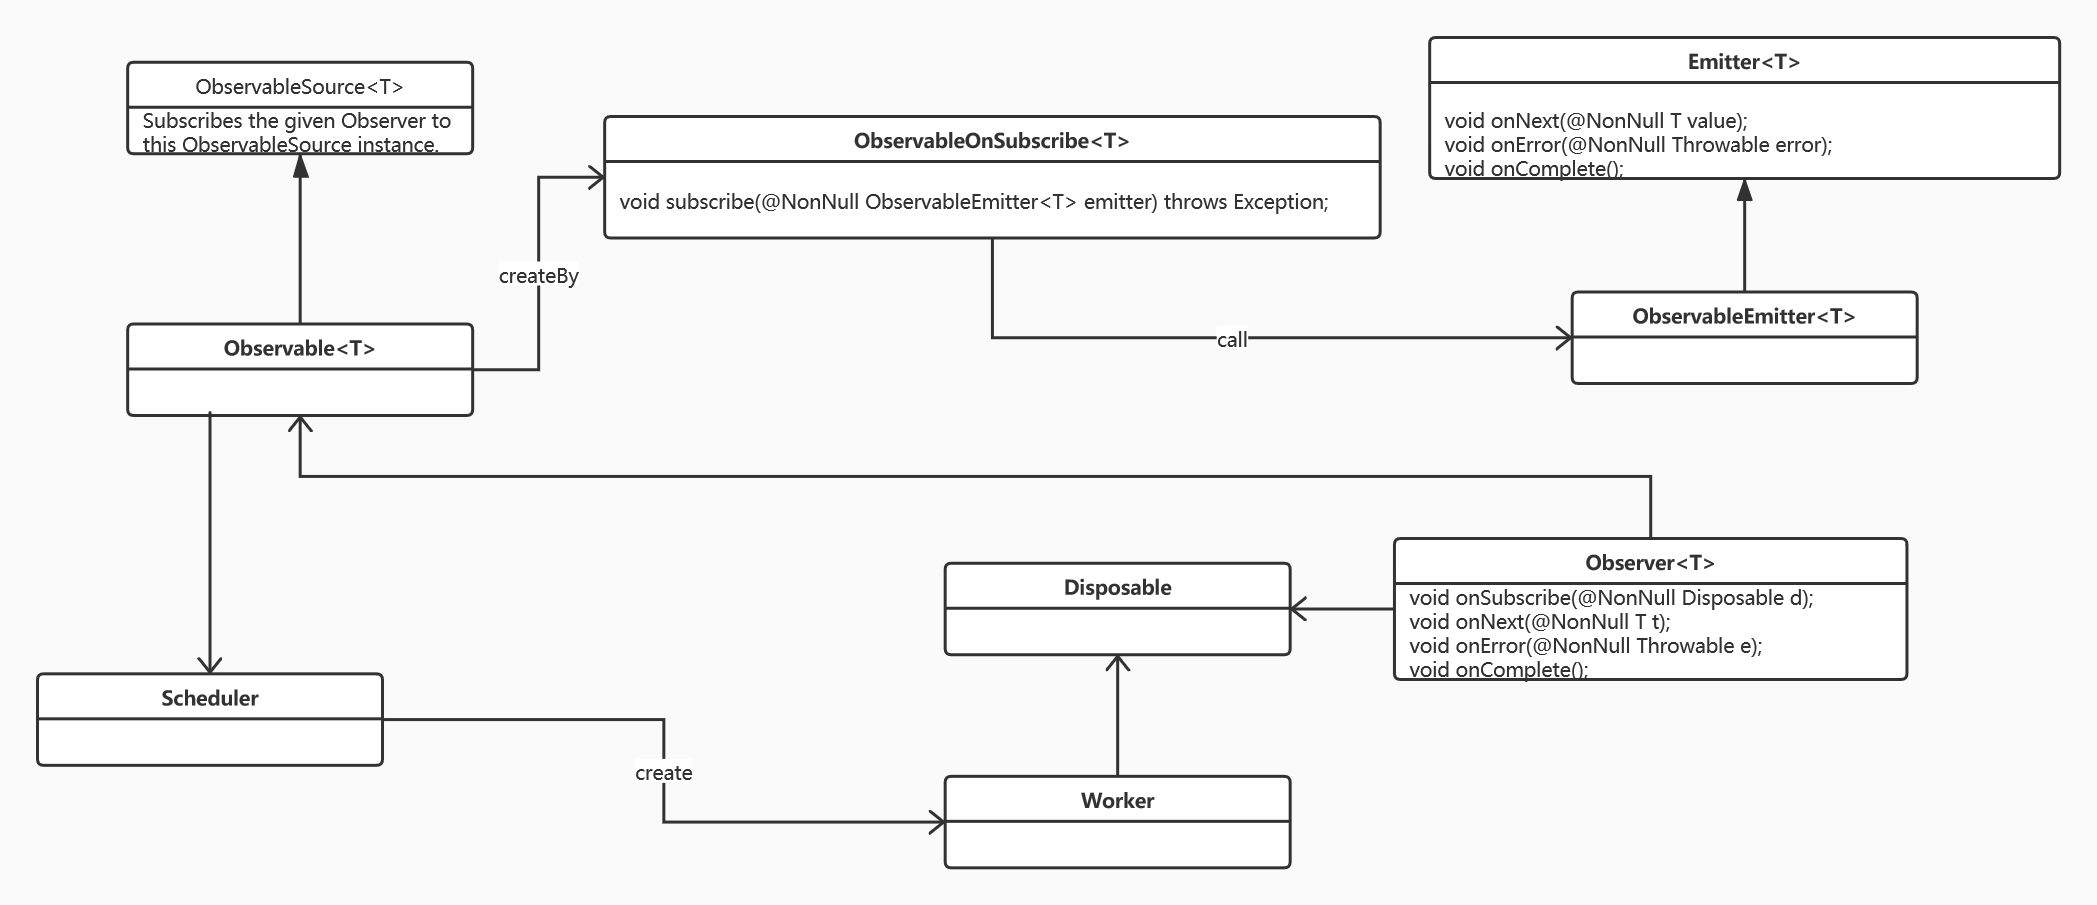 ObservableSource<T>
Subscribes the given Observer to
this ObservableSource instance.
Emitter<T>
void onNext(@NonNull T value);
void onError(@NonNull Throwable error);
void onComplete();
ObservableOnSubscribe<T>
void subscribe(@NonNull ObservableEmitter<T> emitter) throws Exception;
createBy
call
ObservableEmitter<T>
Observable<T>
Observer<T>
void onSubscribe(@NonNull Disposable d);
void onNext(@NonNull T t);
void onError(@NonNull Throwable e);
void onComplete();
Disposable
Scheduler
create
Worker